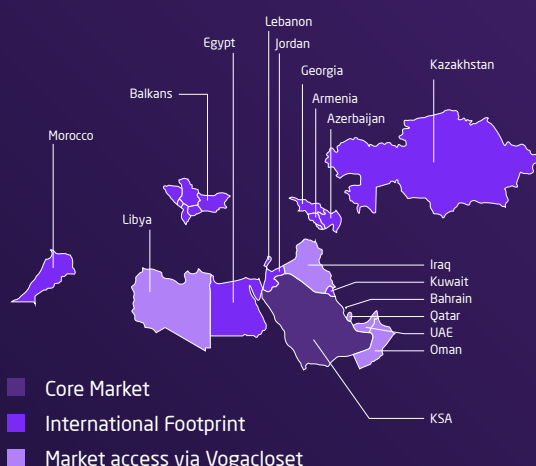 Lebanon
Egypt
Jordan
Georgia
Kazakhstan
Balkans
Armenia
Azerbaijan
Morocco
Libya
Iraq
Kuwait
Bahrain
Qatar
UAE
Oman
KSA
Core Market
International Footprint
Market access via Vogacloset